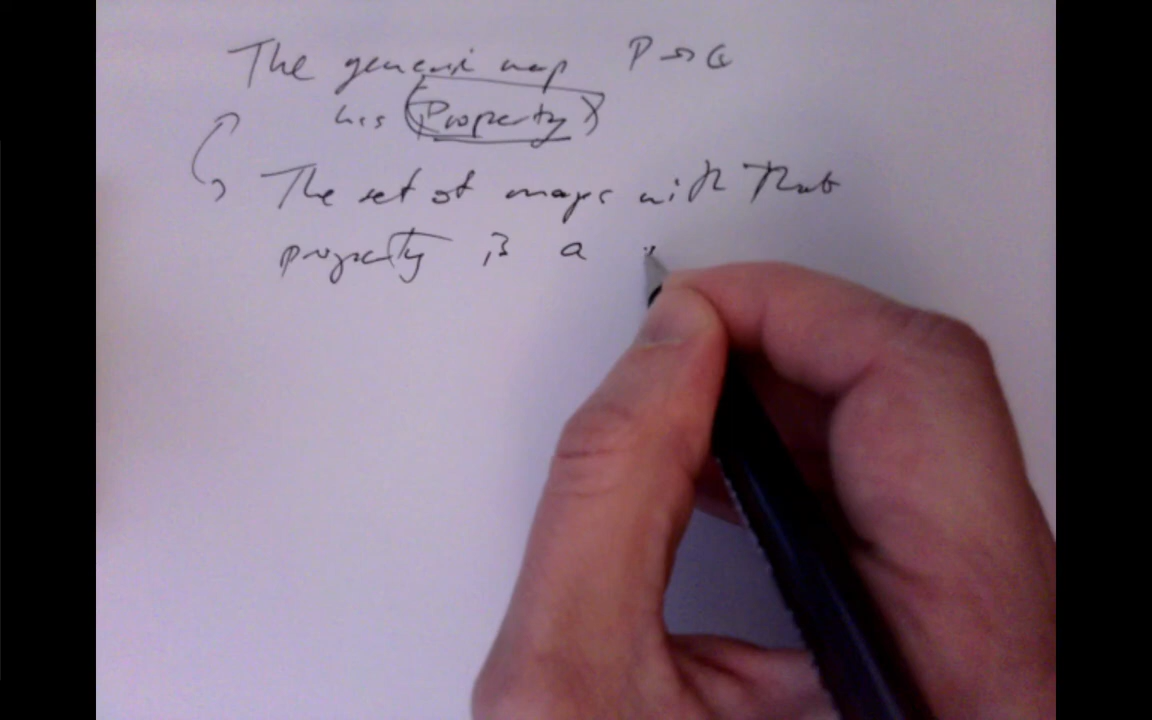 The generic map P → Q
has Property
The set of maps with that
property is a